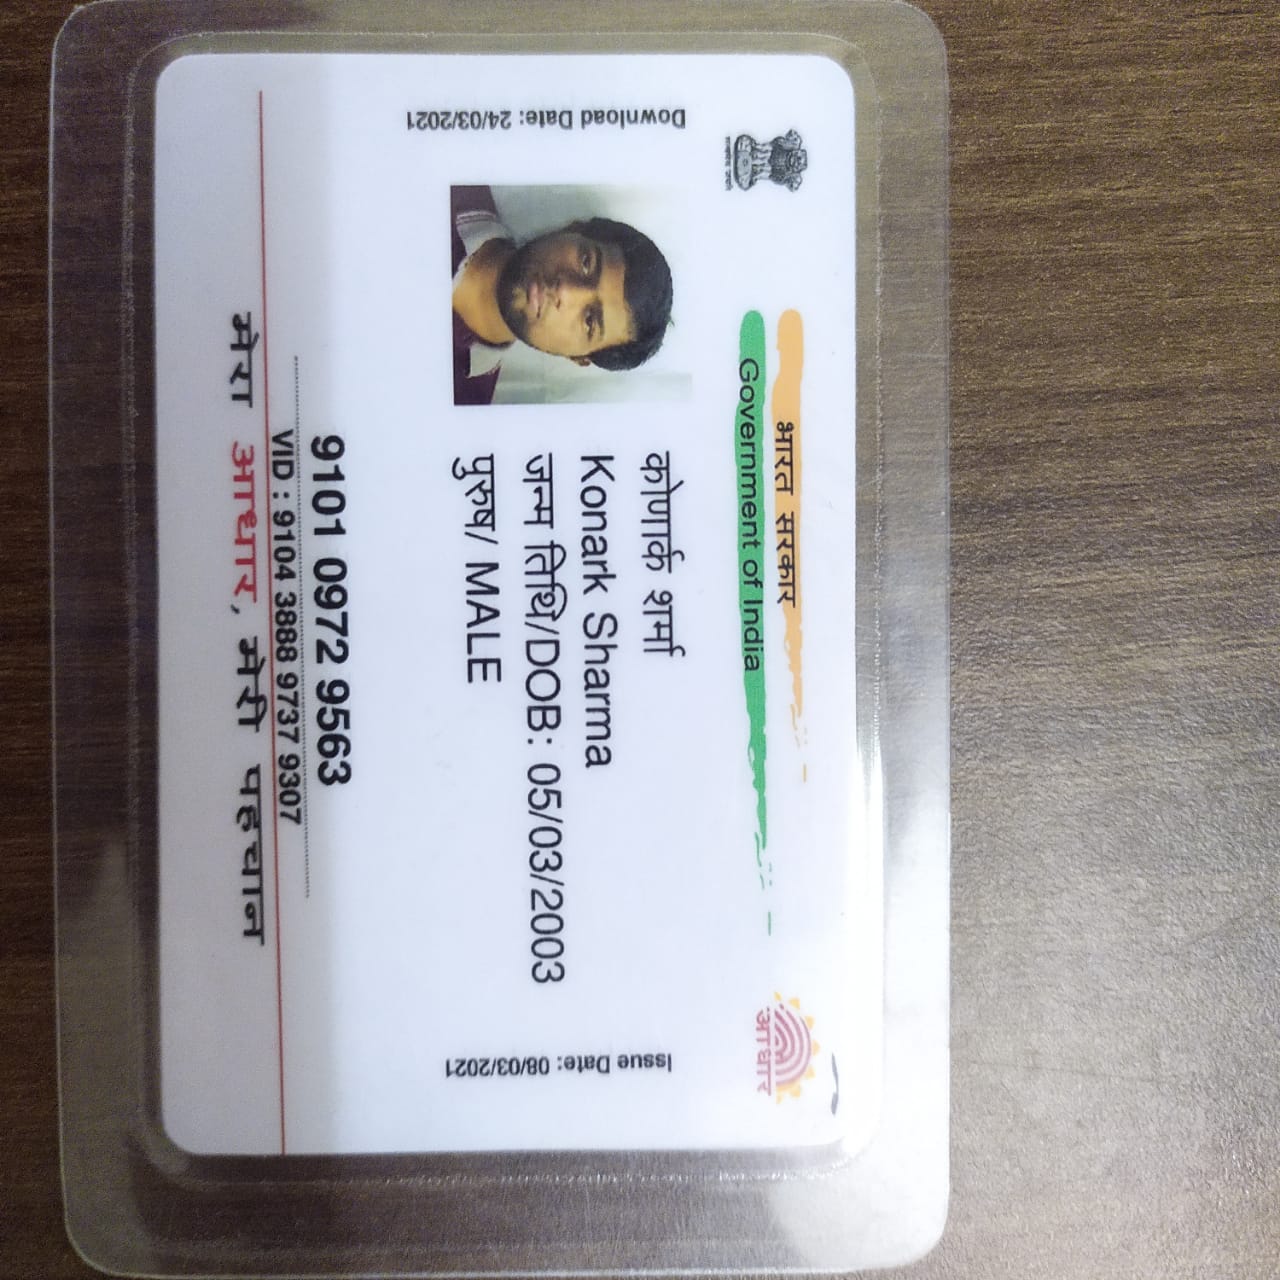 भारत सरकार
Government of India
Download Date: 24/03/2021
कोणार्क शर्मा
Konark Sharma
जन्म तिथि/DOB: 05/03/2003
पुरुष/ MALE
Issue Date: 08/03/2021
आधार
9101 0972 9563
VID : 9104 3888 9737 9307
मेरा आधार, मेरी पहचान